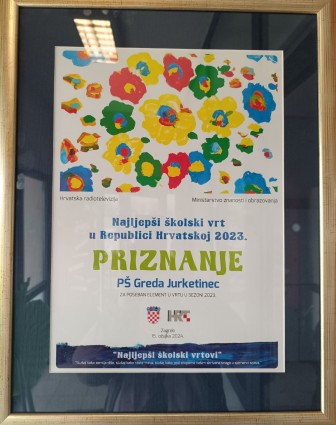 Hrvatska radiotelevizija
Ministarstvo znanosti i obrazovanja
Najljepši školski vrt
u Republici Hrvatskoj 2023.
PRIZNANJE
PŠ Greda Jurketinec
ZA POSEBAN ELEMENT U VRTU U SEZONI 2023.
HRT
Zagreb
2024.
"Najljepši školski vrtovi"